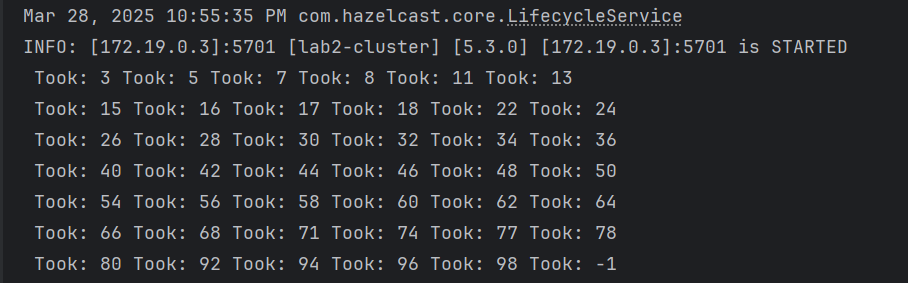 Mar 28, 2025 10:55:35 PM com.hazelcast.core.LifecycleService
INFO: [172.19.0.3]:5701 [lab2-cluster] [5.3.0] [172.19.0.3]:5701 is STARTED
Took: 3 Took: 5 Took: 7 Took: 8 Took: 11 Took: 13
Took: 15 Took: 16 Took: 17 Took: 18 Took: 22 Took: 24
Took: 26 Took: 28 Took: 30 Took: 32 Took: 34 Took: 36
Took: 40 Took: 42 Took: 44 Took: 46 Took: 48 Took: 50
Took: 54 Took: 56 Took: 58 Took: 60 Took: 62 Took: 64
Took: 66 Took: 68 Took: 71 Took: 74 Took: 77 Took: 78
Took: 80 Took: 92 Took: 94 Took: 96 Took: 98 Took: -1